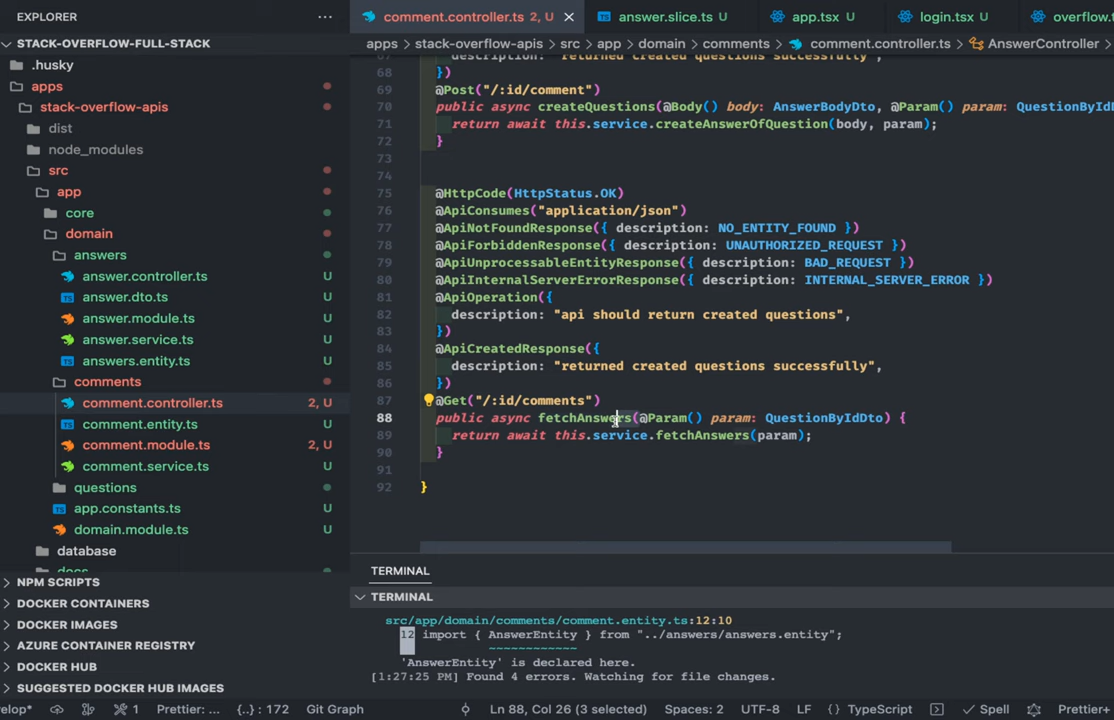 EXPLORER
STACK-OVERFLOW-FULL-STACK
.husky
apps
stack-overflow-apis
dist
node_modules
src
app
core
domain
answers
answer.controller.ts U
answer.dto.ts U
answer.module.ts U
answer.service.ts U
answers.entity.ts U
comments
comment.controller.ts 2, U
comment.entity.ts U
comment.module.ts 2, U
comment.service.ts U
questions
app.constants.ts U
domain.module.ts U
database
docs
NPM SCRIPTS
DOCKER CONTAINERS
DOCKER IMAGES
AZURE CONTAINER REGISTRY
DOCKER HUB
SUGGESTED DOCKER HUB IMAGES
comment.controller.ts 2, U answer.slice.ts U app.tsx U login.tsx U overflow.
apps > stack-overflow-apis > src > app > domain > comments > comment.controller.ts > AnswerController
67 description: "returned created questions successfully",
68 })
69 @Post("/:id/comment")
70 public async createQuestions(@Body() body: AnswerBodyDto, @Param() param: QuestionByIdD
71 return await this.service.createAnswerOfQuestion(body, param);
72 }
73
74
75 @HttpCode(HttpStatus.OK)
76 @ApiConsumes("application/json")
77 @ApiNotFoundResponse({ description: NO_ENTITY_FOUND })
78 @ApiForbiddenResponse({ description: UNAUTHORIZED_REQUEST })
79 @ApiUnprocessableEntityResponse({ description: BAD_REQUEST })
80 @ApiInternalServerErrorResponse({ description: INTERNAL_SERVER_ERROR })
81 @ApiOperation({
82 description: "api should return created questions",
83 })
84 @ApiCreatedResponse({
85 description: "returned created questions successfully",
86 })
87 @Get("/:id/comments")
88 public async fetchAnswers(@Param() param: QuestionByIdDto) {
89 return await this.service.fetchAnswers(param);
90 }
91
92 }
TERMINAL
TERMINAL
src/app/domain/comments/comment.entity.ts:12:10
12 import { AnswerEntity } from "../answers/answers.entity";
~~~~~~~~~~~~
'AnswerEntity' is declared here.
[1:27:25 PM] Found 4 errors. Watching for file changes.
elop* 1 Prettier: ... {..} : 172 Git Graph Ln 88, Col 26 (3 selected) Spaces: 2 UTF-8 LF { } TypeScript Spell Prettier+